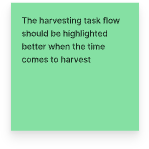 The harvesting task flow
should be highlighted
better when the time
comes to harvest